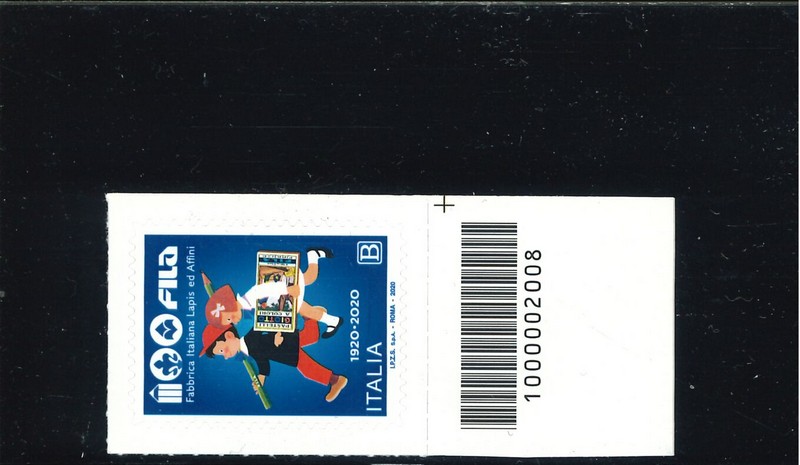 100 FILA
Fabbrica Italiana Lapis ed Affini
PASTELLI
GIOTTO
A COLORI
B
1920-2020
ITALIA
I.P.Z.S. S.p.A. - ROMA - 2020
1000002008